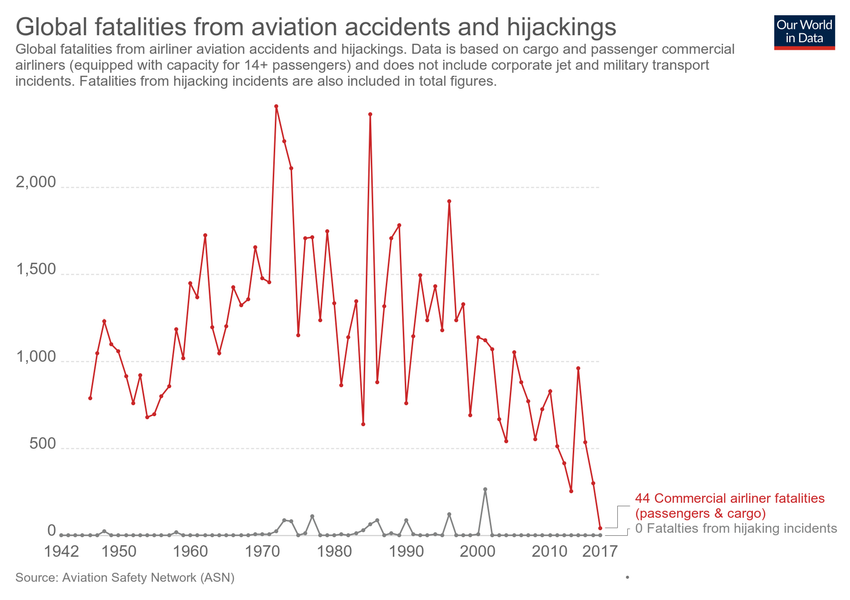 Global fatalities from aviation accidents and hijackings
Our World
in Data
Global fatalities from airliner aviation accidents and hijackings. Data is based on cargo and passenger commercial
airliners (equipped with capacity for 14+ passengers) and does not include corporate jet and military transport
incidents. Fatalities from hijacking incidents are also included in total figures.
2,000
1,500
1,000
500
0
44 Commercial airliner fatalities
(passengers & cargo)
0 Fatalties from hijaking incidents
1942 1950 1960 1970 1980 1990 2000 2010 2017
Source: Aviation Safety Network (ASN)